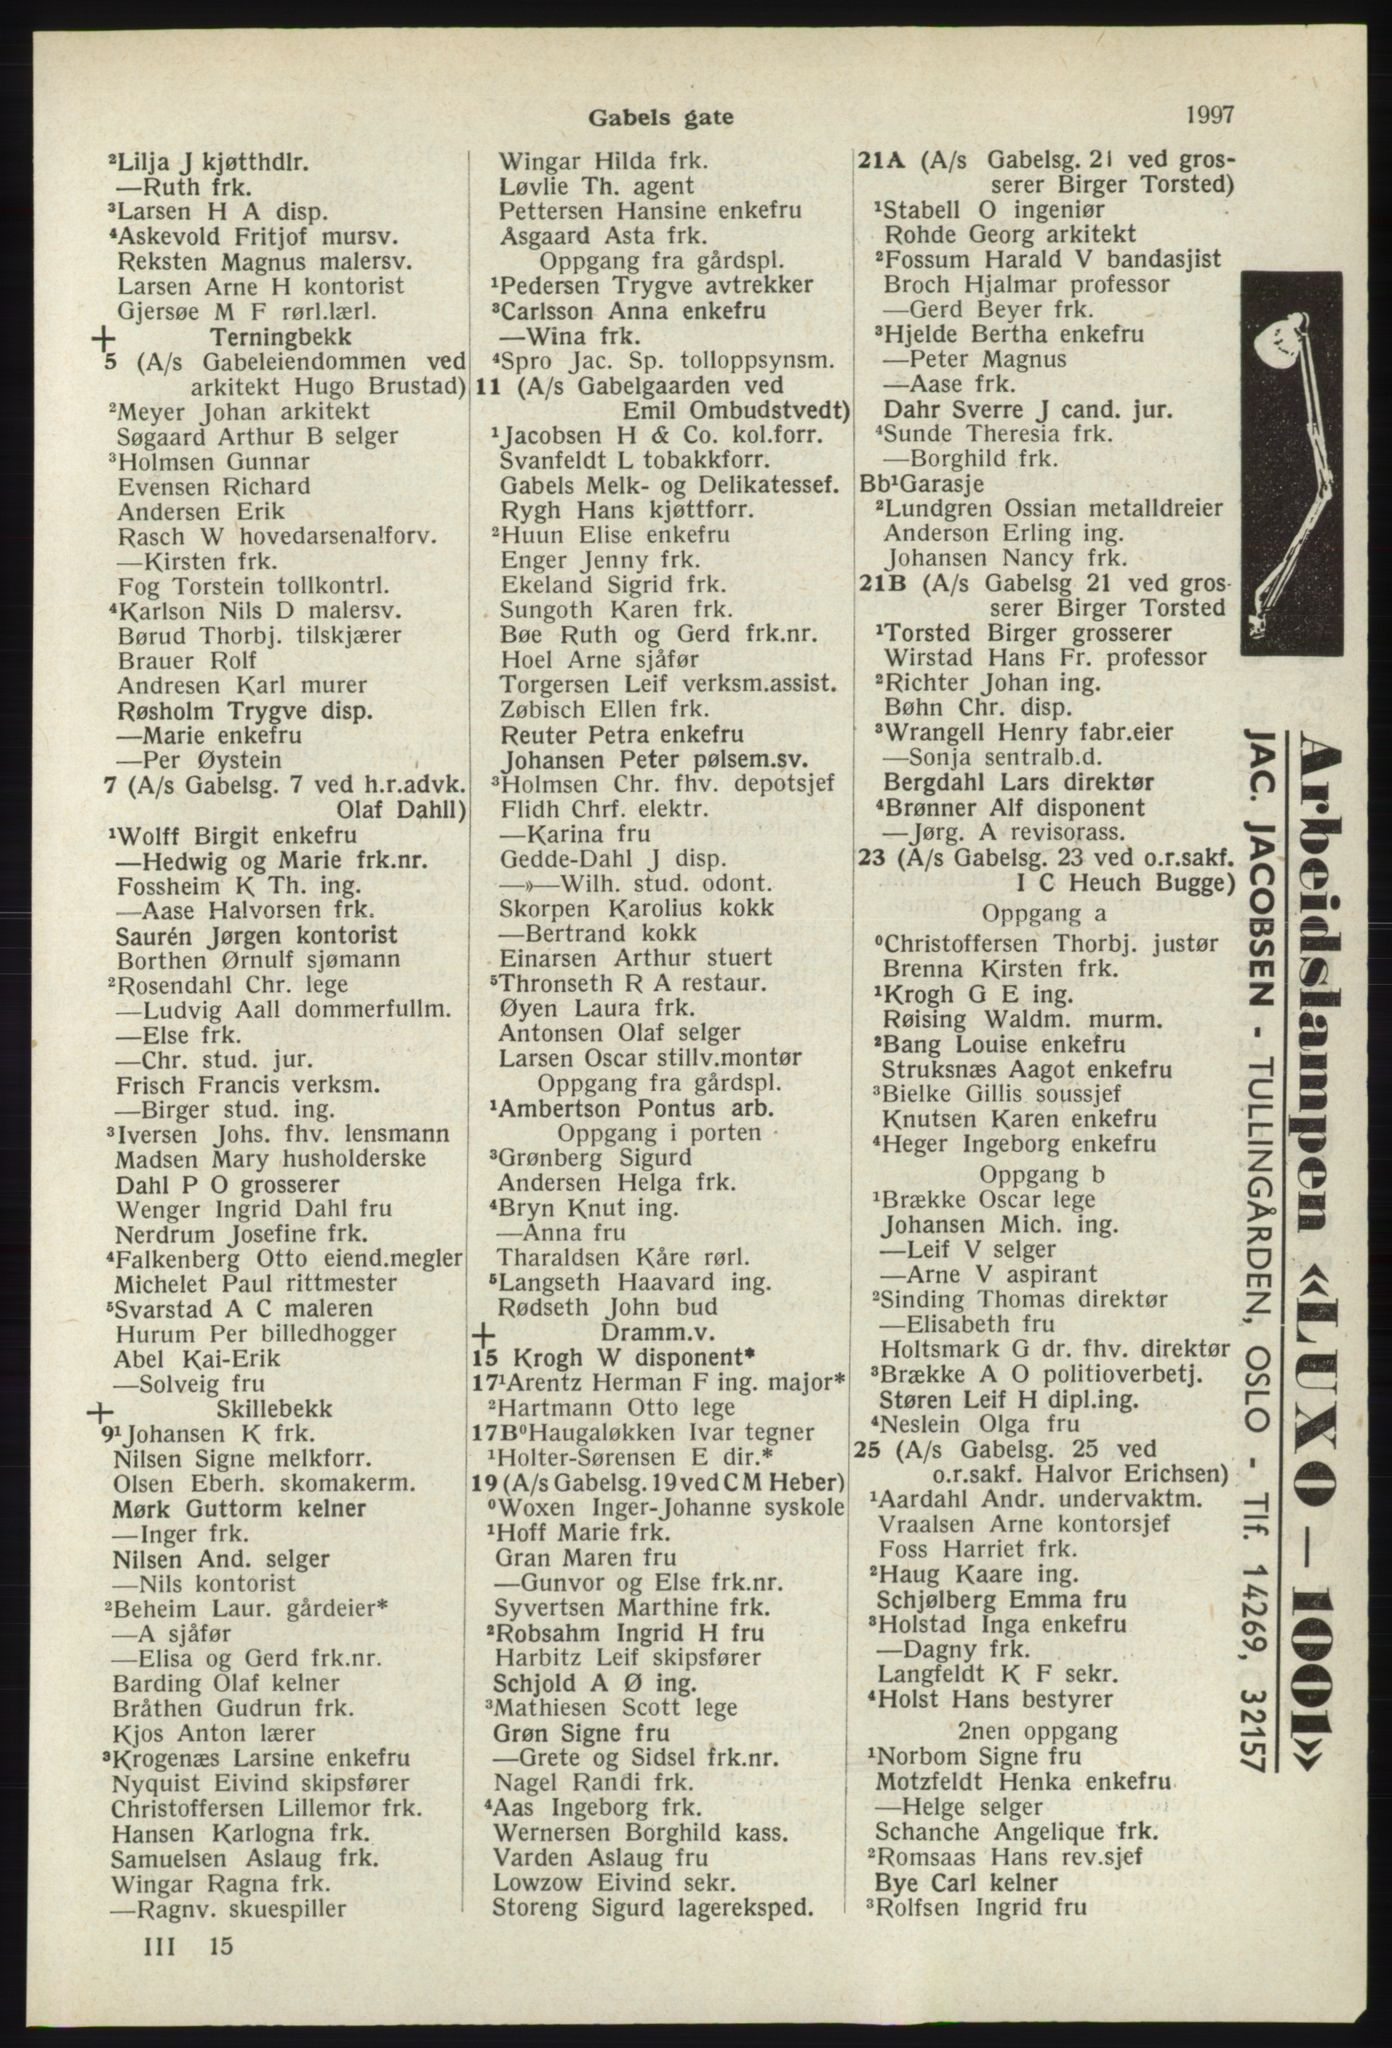 Gabels gate
1997
²Lilja J kjøtthdlr.
—Ruth frk.
³Larsen H A disp.
⁴Askevold Fritjof mursv.
Reksten Magnus malersv.
Larsen Arne H kontorist
Gjersøe M F rørl.lærl.
+ Terningbekk
5 (A/s Gabeleiendommen ved
arkitekt Hugo Brustad)
²Meyer Johan arkitekt
Søgaard Arthur B selger
³Holmsen Gunnar
Evensen Richard
Andersen Erik
Rasch W hovedarsenalforv.
—Kirsten frk.
Fog Torstein tollkontrl.
⁴Karlson Nils D malersv.
Børud Thorbj. tilskjærer
Brauer Rolf
Andresen Karl murer
Røsholm Trygve disp.
—Marie enkefru
—Per Øystein
7 (A/s Gabelsg. 7 ved h.r.advk.
Olaf Dahll)
¹Wolff Birgit enkefru
—Hedwig og Marie frk.nr.
Fossheim K Th. ing.
—Aase Halvorsen frk.
Saurén Jørgen kontorist
Borthen Ørnulf sjømann
²Rosendahl Chr. lege
—Ludvig Aall dommerfullm.
—Else frk.
—Chr. stud. jur.
Frisch Francis verksm.
—Birger stud. ing.
³Iversen Johs. fhv. lensmann
Madsen Mary husholderske
Dahl P O grosserer
Wenger Ingrid Dahl fru
Nerdrum Josefine frk.
⁴Falkenberg Otto eiend.megler
Michelet Paul rittmester
⁵Svarstad A C maleren
Hurum Per billedhogger
Abel Kai-Erik
—Solveig fru
+ Skillebekk
9¹Johansen K frk.
Nilsen Signe melkforr.
Olsen Eberh. skomakerm.
Mørk Guttorm kelner
—Inger frk.
Nilsen And. selger
—Nils kontorist
²Beheim Laur. gårdeier*
—A sjåfør
—Elisa og Gerd frk.nr.
Barding Olaf kelner
Bråthen Gudrun frk.
Kjos Anton lærer
³Krogenæs Larsine enkefru
Nyquist Eivind skipsfører
Christoffersen Lillemor frk.
Hansen Karlogna frk.
Samuelsen Aslaug frk.
Wingar Ragna frk.
—Ragnv. skuespiller
III 15
Wingar Hilda frk.
Løvlie Th. agent
Pettersen Hansine enkefru
Åsgaard Asta frk.
Oppgang fra gårdspl.
¹Pedersen Trygve avtrekker
³Carlsson Anna enkefru
—Wina frk.
⁴Spro Jac. Sp. tolloppsynsm.
11 (A/s Gabelgaarden ved
Emil Ombudstvedt)
¹Jacobsen H & Co. kol.forr.
Svanfeldt L tobakkforr.
Gabels Melk- og Delikatessef.
Rygh Hans kjøttforr.
²Huun Elise enkefru
Enger Jenny frk.
Ekeland Sigrid frk.
Sungoth Karen frk.
Bøe Ruth og Gerd frk.nr.
Hoel Arne sjåfør
Torgersen Leif verksm.assist.
Zøbisch Ellen frk.
Reuter Petra enkefru
Johansen Peter pølsem.sv.
³Holmsen Chr. fhv. depotsjef
Flidh Chrf. elektr.
—Karina fru
Gedde-Dahl J disp.
—»—Wilh. stud. odont.
Skorpen Karolius kokk
—Bertrand kokk
Einarsen Arthur stuert
⁵Thronseth R A restaur.
Øyen Laura frk.
Antonsen Olaf selger
Larsen Oscar stillv.montør
Oppgang fra gårdspl.
¹Ambertson Pontus arb.
Oppgang i porten
³Grønberg Sigurd
Andersen Helga frk.
⁴Bryn Knut ing.
—Anna fru
Tharaldsen Kåre rørl.
⁵Langseth Haavard ing.
Rødseth John bud
+ Dramm.v.
15 Krogh W disponent*
17¹Arentz Herman F ing. major*
²Hartmann Otto lege
17B⁰Haugaløkken Ivar tegner
¹Holter-Sørensen E dir.*
19 (A/s Gabelsg. 19 ved C M Heber)
⁰Woxen Inger-Johanne syskole
¹Hoff Marie frk.
Gran Maren fru
—Gunvor og Else frk.nr.
Syvertsen Marthine frk.
²Robsahm Ingrid H fru
Harbitz Leif skipsfører
Schjold A Ø ing.
³Mathiesen Scott lege
Grøn Signe fru
—Grete og Sidsel frk.nr.
Nagel Randi frk.
⁴Aas Ingeborg frk.
Wernersen Borghild kass.
Varden Aslaug fru
Lowzow Eivind sekr.
Storeng Sigurd lagereksped.
21A (A/s Gabelsg. 21 ved gros-
serer Birger Torsted)
¹Stabell O ingeniør
Rohde Georg arkitekt
²Fossum Harald V bandasjist
Broch Hjalmar professor
—Gerd Beyer frk.
³Hjelde Bertha enkefru
—Peter Magnus
—Aase frk.
Dahr Sverre J cand. jur.
⁴Sunde Theresia frk.
—Borghild frk.
Bb¹Garasje
²Lundgren Ossian metalldreier
Anderson Erling ing.
Johansen Nancy frk.
21B (A/s Gabelsg 21 ved gros-
serer Birger Torsted
¹Torsted Birger grosserer
Wirstad Hans Fr. professor
²Richter Johan ing.
Bøhn Chr. disp.
³Wrangell Henry fabr.eier
—Sonja sentralb.d.
Bergdahl Lars direktør
⁴Brønner Alf disponent
—Jørg. A revisorass.
23 (A/s Gabelsg. 23 ved o.r.sakf.
I C Heuch Bugge)
Oppgang a
⁰Christoffersen Thorbj. justør
Brenna Kirsten frk.
¹Krogh G E ing.
Røising Waldm. murm.
²Bang Louise enkefru
Struksnæs Aagot enkefru
³Bielke Gillis soussjef
Knutsen Karen enkefru
⁴Heger Ingeborg enkefru
Oppgang b
¹Brække Oscar lege
Johansen Mich. ing.
—Leif V selger
—Arne V aspirant
²Sinding Thomas direktør
—Elisabeth fru
Holtsmark G dr. fhv. direktør
³Brække A O politioverbetj.
Støren Leif H dipl.ing.
⁴Neslein Olga fru
25 (A/s Gabelsg. 25 ved
o.r.sakf. Halvor Erichsen)
¹Aardahl Andr. undervaktm.
Vraalsen Arne kontorsjef
Foss Harriet frk.
²Haug Kaare ing.
Schjølberg Emma fru
³Holstad Inga enkefru
—Dagny frk.
Langfeldt K F sekr.
⁴Holst Hans bestyrer
2nen oppgang
¹Norbom Signe fru
Motzfeldt Henka enkefru
—Helge selger
Schanche Angelique frk.
²Romsaas Hans rev.sjef
Bye Carl kelner
³Rolfsen Ingrid fru
Arbeidslampen «LUXO — 1001»
JAC. JACOBSEN - TULLINGÅRDEN, OSLO - Tlf. 14269, 32157